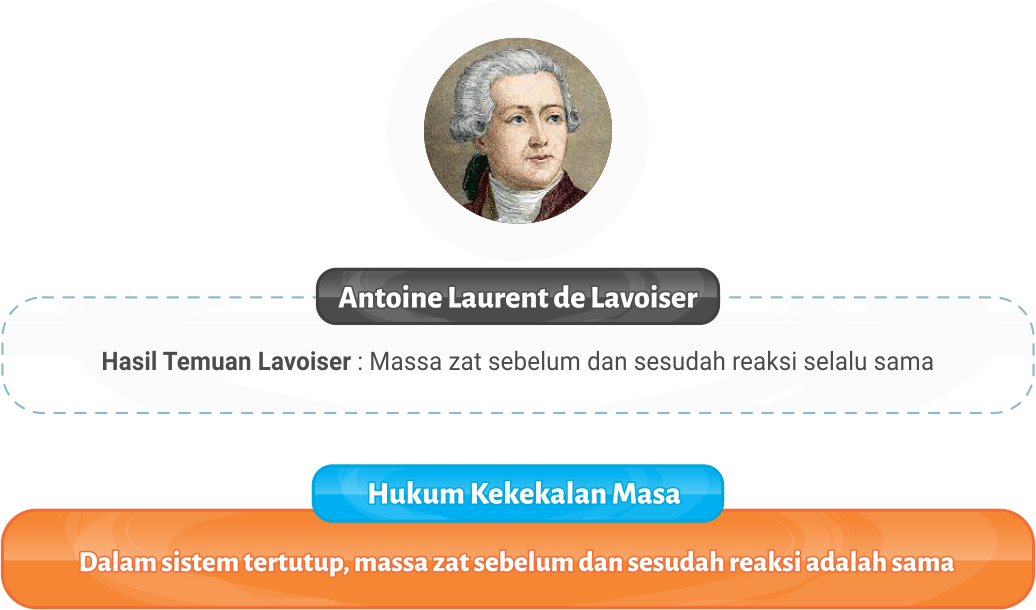 Antoine Laurent de Lavoiser
Hasil Temuan Lavoiser : Massa zat sebelum dan sesudah reaksi selalu sama
Hukum Kekekalan Masa
Dalam sistem tertutup, massa zat sebelum dan sesudah reaksi adalah sama